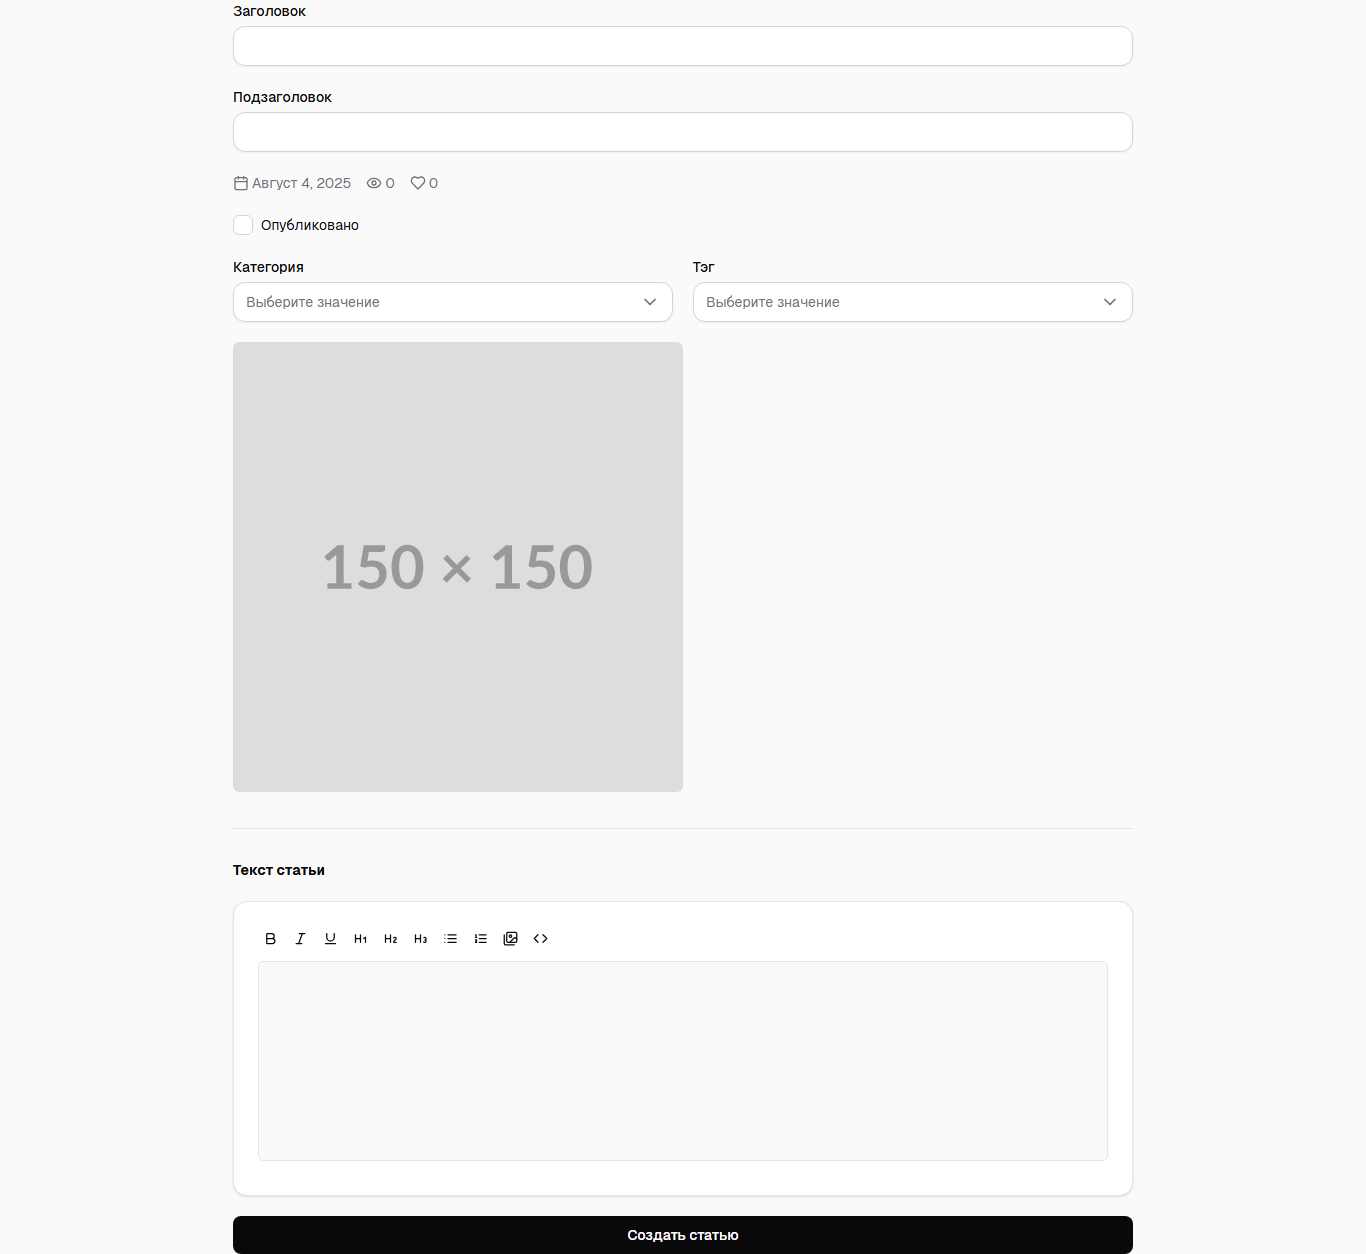 Заголовок
Подзаголовок
Август 4, 2025 0 0
Опубликовано
Категория Тэг
Выберите значение Выберите значение
150 × 150
Текст статьи
B I U H1 H2 H3
Создать статью